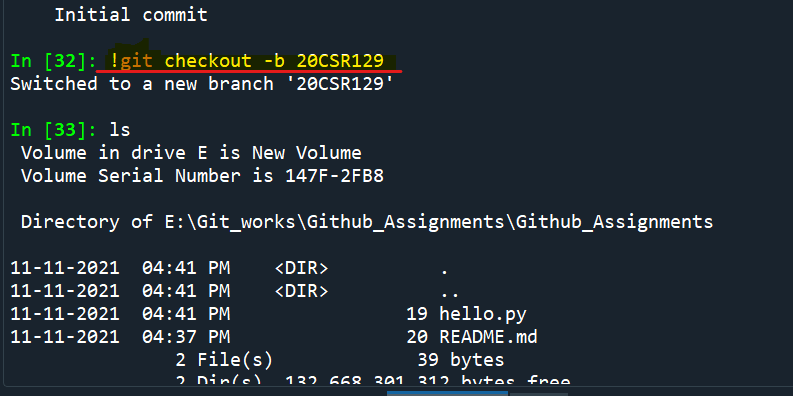 Initial commit
In [32]: !git checkout -b 20CSR129
Switched to a new branch '20CSR129'
In [33]: ls
Volume in drive E is New Volume
Volume Serial Number is 147F-2FB8
Directory of E:\Git_works\Github_Assignments\Github_Assignments
11-11-2021  04:41 PM    <DIR>          .
11-11-2021  04:41 PM    <DIR>          ..
11-11-2021  04:41 PM                19 hello.py
11-11-2021  04:37 PM                20 README.md
2 File(s)             39 bytes
2 Dir(s)  132,668,301,312 bytes free